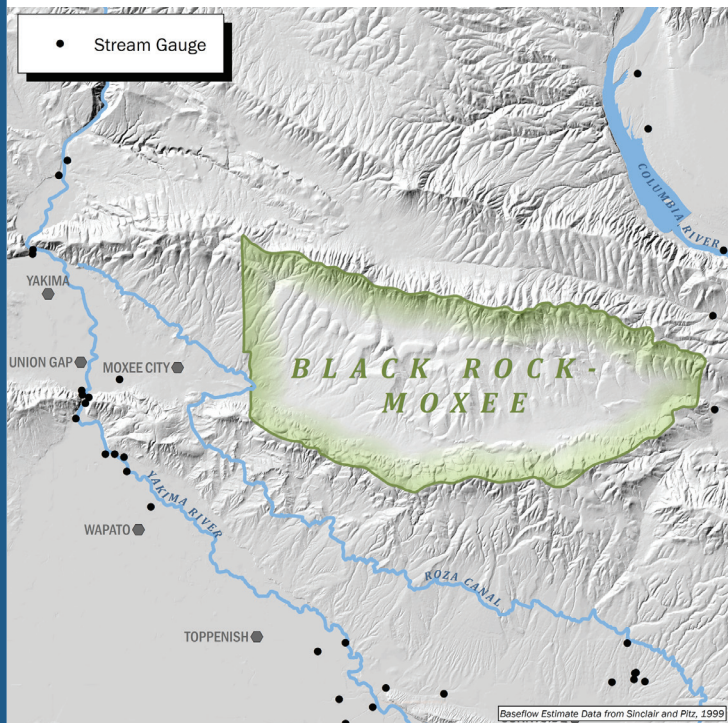 Stream Gauge
COLUMBIA RIVER
YAKIMA
UNION GAP
MOXEE CITY
BLACK ROCK-
MOXEE
YAKIMA RIVER
WAPATO
ROZA CANAL
TOPPENISH
Baseflow Estimate Data from Sinclair and Pitz, 1999